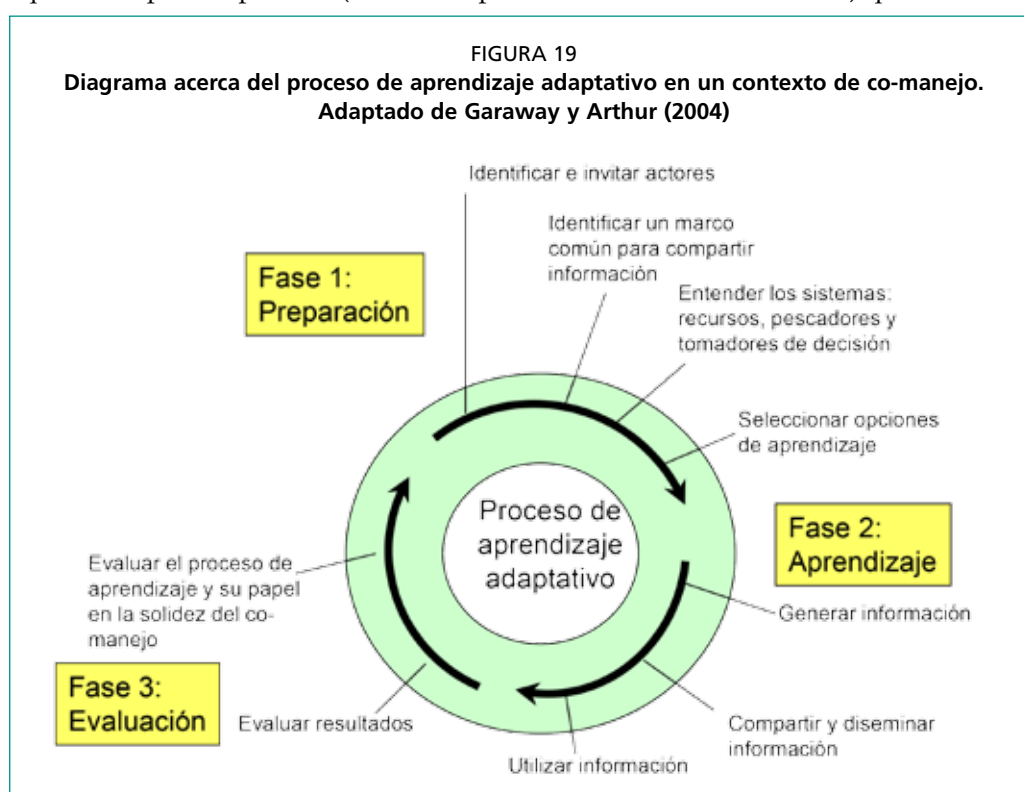 FIGURA 19
Diagrama acerca del proceso de aprendizaje adaptativo en un contexto de co-manejo.
Adaptado de Garaway y Arthur (2004)
Identificar e invitar actores
Identificar un marco
común para compartir
información
Fase 1:
Preparación
Entender los sistemas:
recursos, pescadores y
tomadores de decisión
Seleccionar opciones
de aprendizaje
Proceso de
aprendizaje
adaptativo
Fase 2:
Aprendizaje
Evaluar el proceso de
aprendizaje y su papel
en la solidez del co-
manejo
Generar información
Fase 3:
Evaluación
Evaluar resultados
Compartir y diseminar
información
Utilizar información